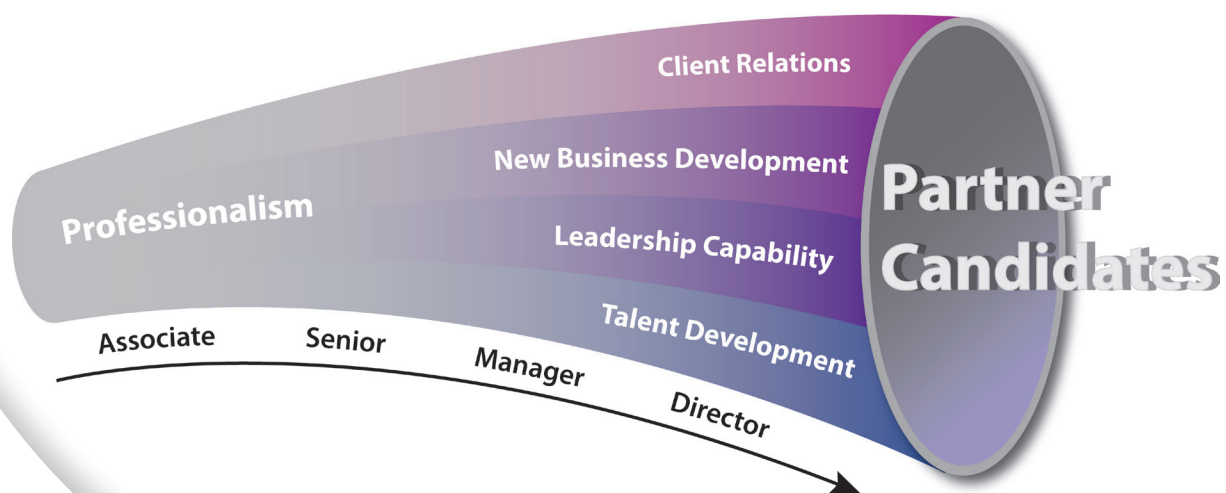 Client Relations
New Business Development
Professionalism
Leadership Capability
Talent Development
Partner
Candidates
Associate
Senior
Manager
Director